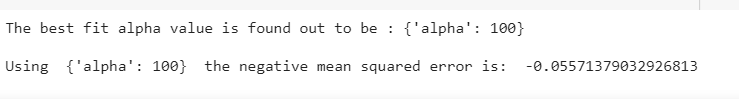 The best fit alpha value is found out to be : {'alpha': 100}
Using  {'alpha': 100}  the negative mean squared error is:  -0.05571379032926813